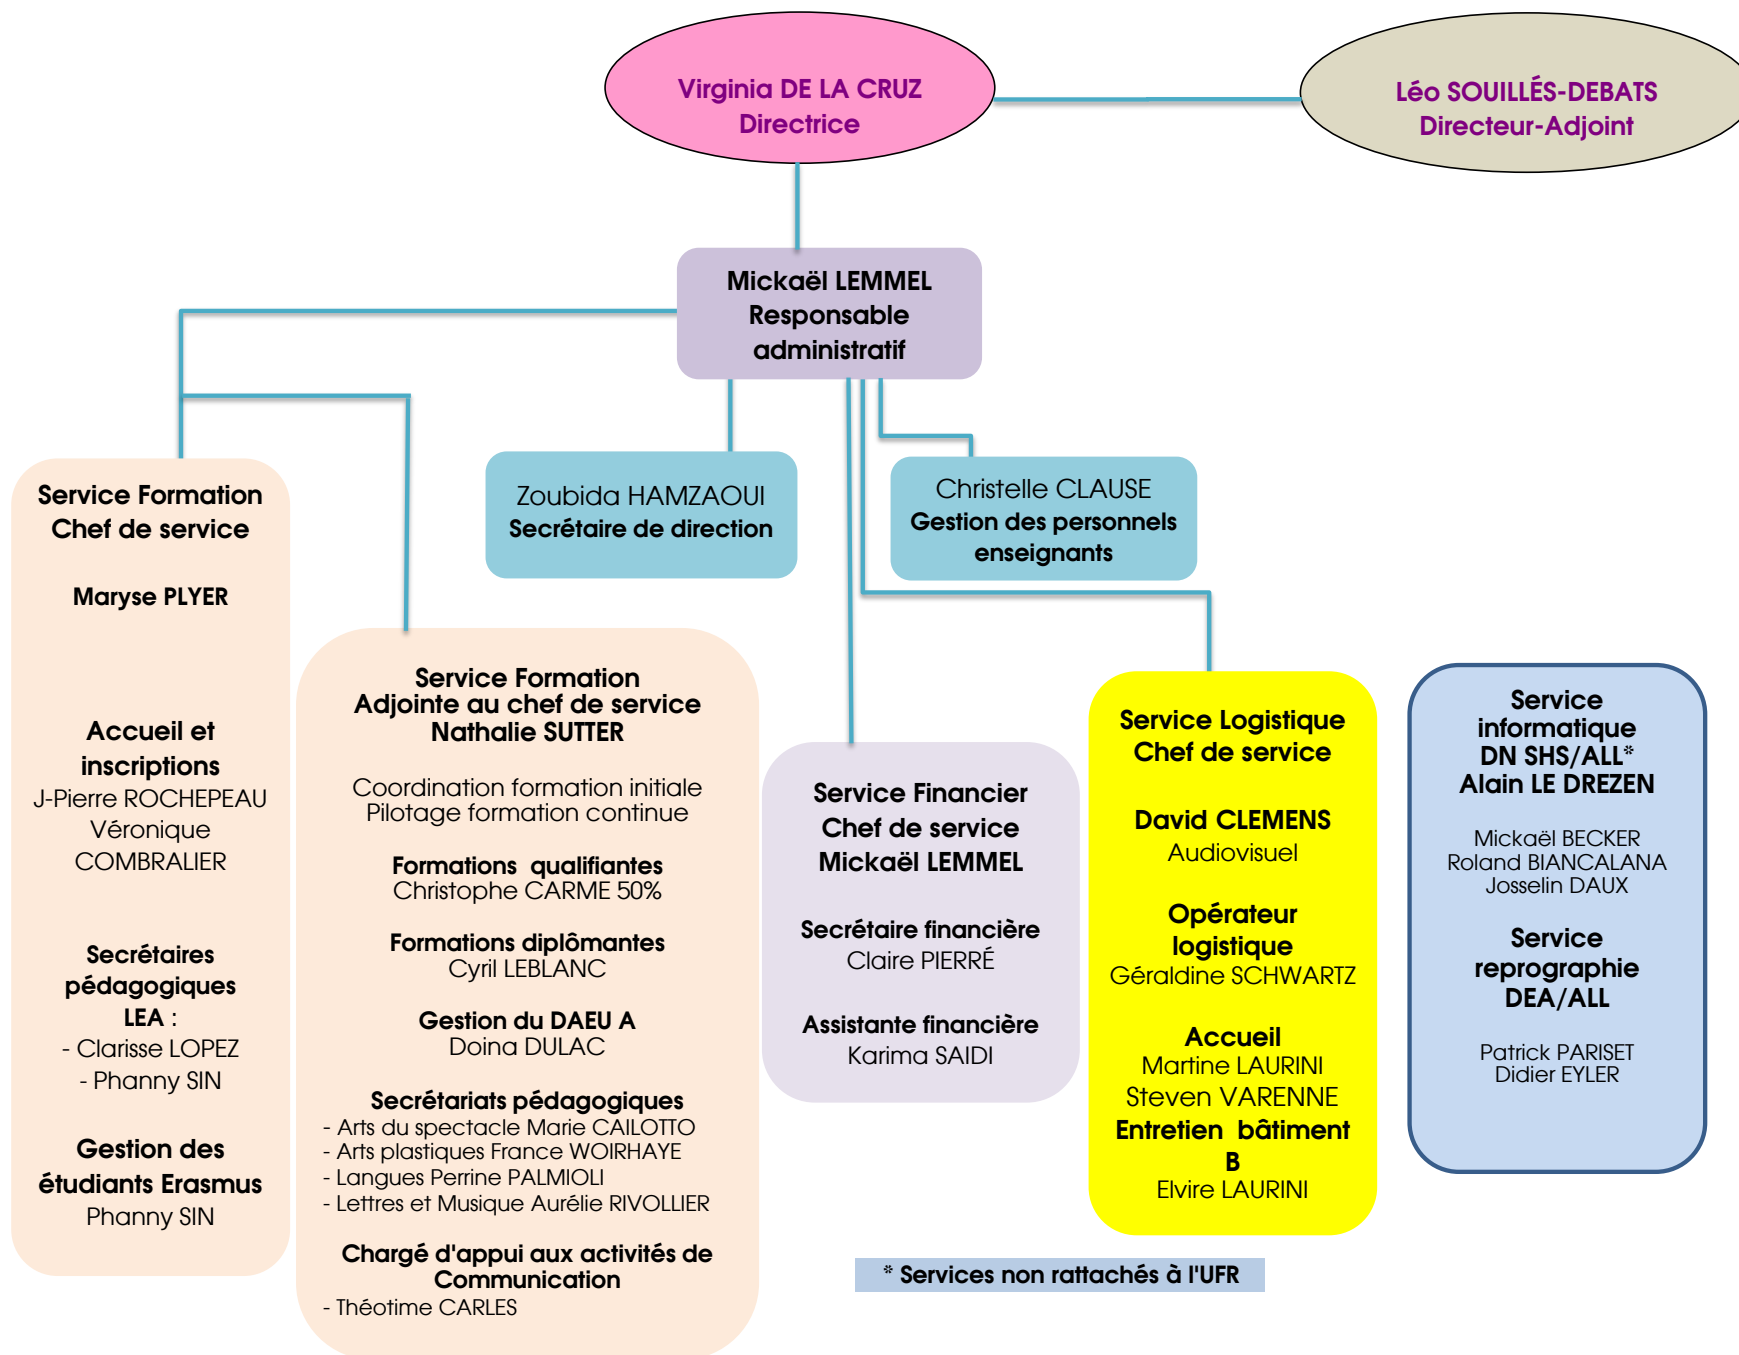 Virginia DE LA CRUZ
Directrice
Léo SOUILLÉS-DEBATS
Directeur-Adjoint
Mickaël LEMMEL
Responsable
administratif
Zoubida HAMZAOUI
Secrétaire de direction
Christelle CLAUSE
Gestion des personnels
enseignants
Service Formation
Chef de service
Maryse PLYER
Accueil et
inscriptions
J-Pierre ROCHEPEAU
Véronique
COMBRALIER
Secrétaires
pédagogiques
LEA :
- Clarisse LOPEZ
- Phanny SIN
Gestion des
étudiants Erasmus
Phanny SIN
Service Formation
Adjointe au chef de service
Nathalie SUTTER
Coordination formation initiale
Pilotage formation continue
Formations  qualifiantes
Christophe CARME 50%
Formations diplômantes
Cyril LEBLANC
Gestion du DAEU A
Doina DULAC
Secrétariats pédagogiques
- Arts du spectacle Marie CAILOTTO
- Arts plastiques France WOIRHAYE
- Langues Perrine PALMIOLI
- Lettres et Musique Aurélie RIVOLLIER
Chargé d'appui aux activités de
Communication
- Théotime CARLES
Service Financier
Chef de service
Mickaël LEMMEL
Secrétaire financière
Claire PIERRÉ
Assistante financière
Karima SAIDI
Service Logistique
Chef de service
David CLEMENS
Audiovisuel
Opérateur
logistique
Géraldine SCHWARTZ
Accueil
Martine LAURINI
Steven VARENNE
Entretien  bâtiment
B
Elvire LAURINI
Service
informatique
DN SHS/ALL*
Alain LE DREZEN
Mickaël BECKER
Roland BIANCALANA
Josselin DAUX
Service
reprographie
DEA/ALL
Patrick PARISET
Didier EYLER
* Services non rattachés à l'UFR